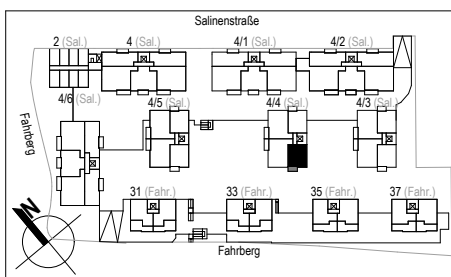 Salinenstraße
2 (Sal.) 4 (Sal.) 4/1 (Sal.) 4/2 (Sal.)
4/6 (Sal.) 4/5 (Sal.) 4/4 (Sal.) 4/3 (Sal.)
Fahrberg
31 (Fahr.) 33 (Fahr.) 35 (Fahr.) 37 (Fahr.)
N
Fahrberg